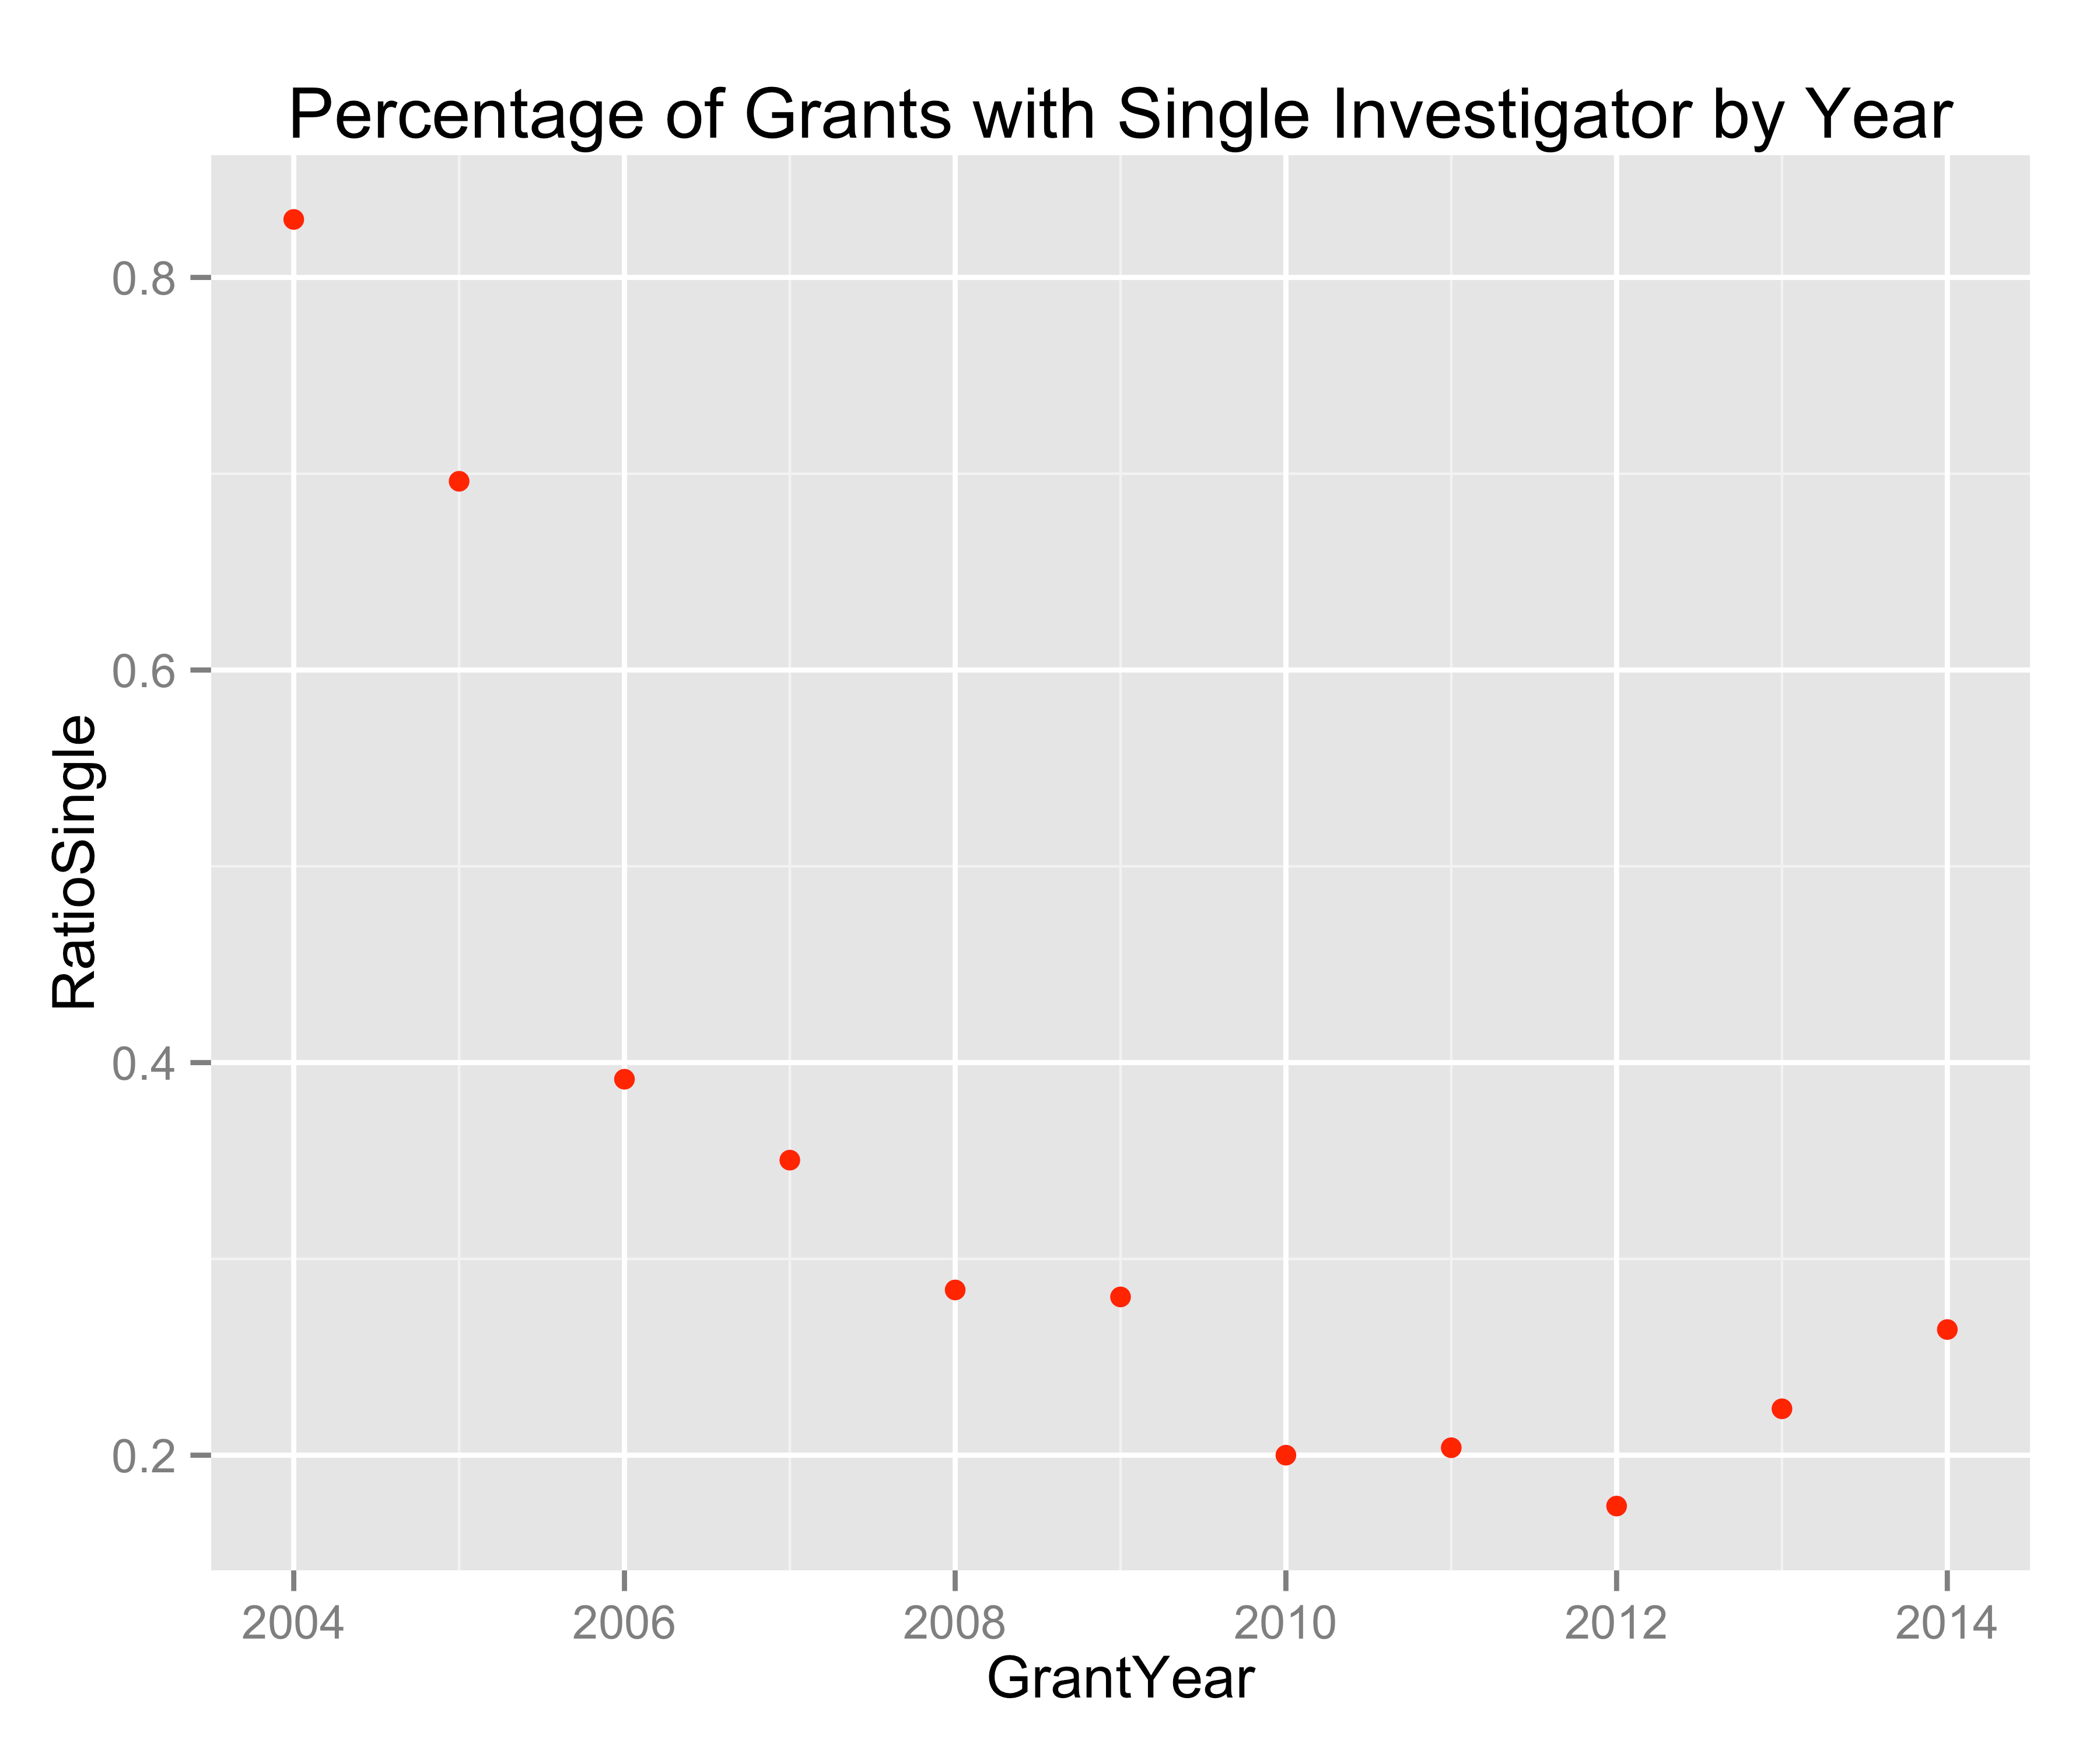 Percentage of Grants with Single Investigator by Year
0.8
0.6
0.4
0.2
RatioSingle
2004 2006 2008 2010 2012 2014
GrantYear